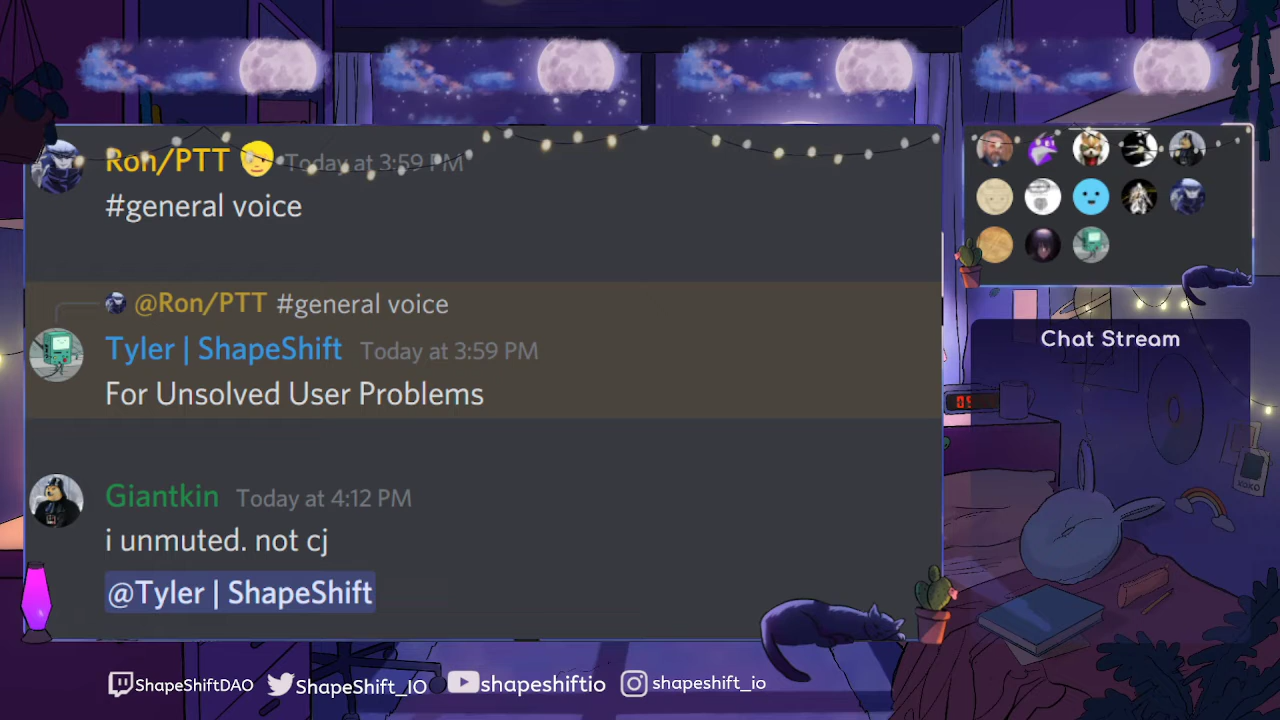 Ron/PTT Today at 3:59 PM
#general voice
@Ron/PTT #general voice
Tyler | ShapeShift Today at 3:59 PM
For Unsolved User Problems
Giantkin Today at 4:12 PM
i unmuted. not cj
@Tyler | ShapeShift
Chat Stream
XOXO
ShapeShiftDAO ShapeShift_IO shapeshiftio shapeshift_io